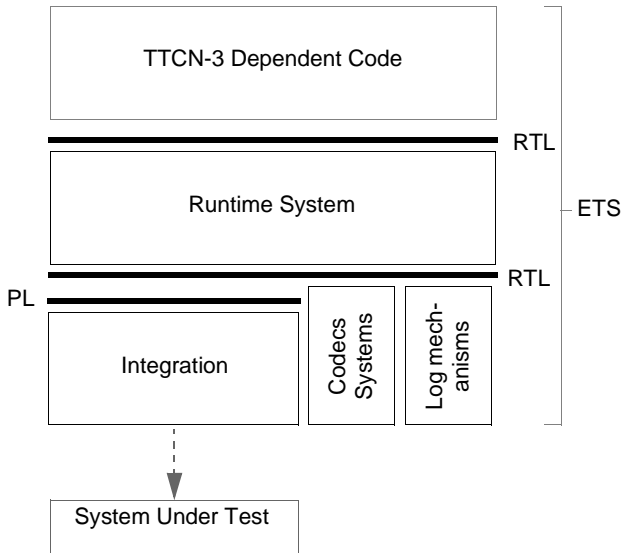 TTCN-3 Dependent Code
RTL
Runtime System
ETS
RTL
PL
Integration
Codecs
Systems
Log mech-
anisms
System Under Test